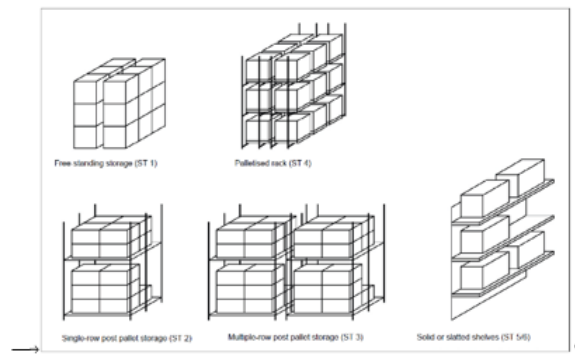 Free standing storage (ST 1)
Palletised rack (ST 4)
Single-row post pallet storage (ST 2)
Multiple-row post pallet storage (ST 3)
Solid or slatted shelves (ST 5/6)